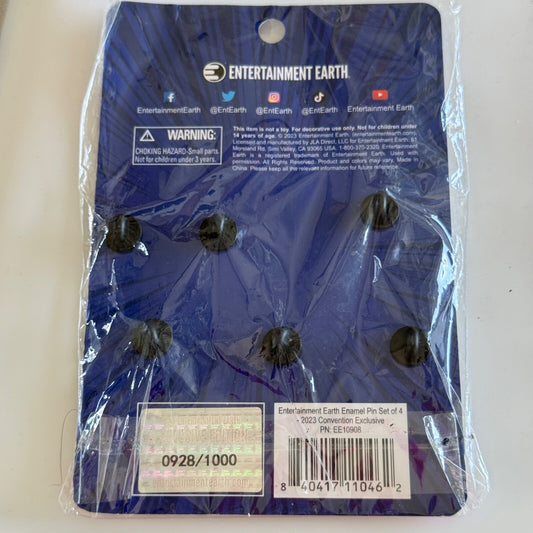 ENTERTAINMENT EARTH
EntertainmentEarth @EntEarth @EntEarth @EntEarth Entertainment Earth
WARNING:
CHOKING HAZARD-Small parts.
Not for children under 3 years.
This item is not a toy. For decorative use only. Not for children under
14 years of age. © 2023 Entertainment Earth. (entertainmentearth.com)
Licensed and manufactured by JLA Direct, LLC for Entertainment Earth. 61
Moreland Rd, Simi Valley, CA 93065 USA. 1-800-370-2320. Entertainment
Earth is a registered trademark of Entertainment Earth. Used with
permission. All Rights Reserved. Product and colors may vary. Made in
China. Please keep all the relevant information for future reference.
0928/1000
Entertainment Earth Enamel Pin Set of 4
- 2023 Convention Exclusive
PN: EE10908
8 40417 11046 2